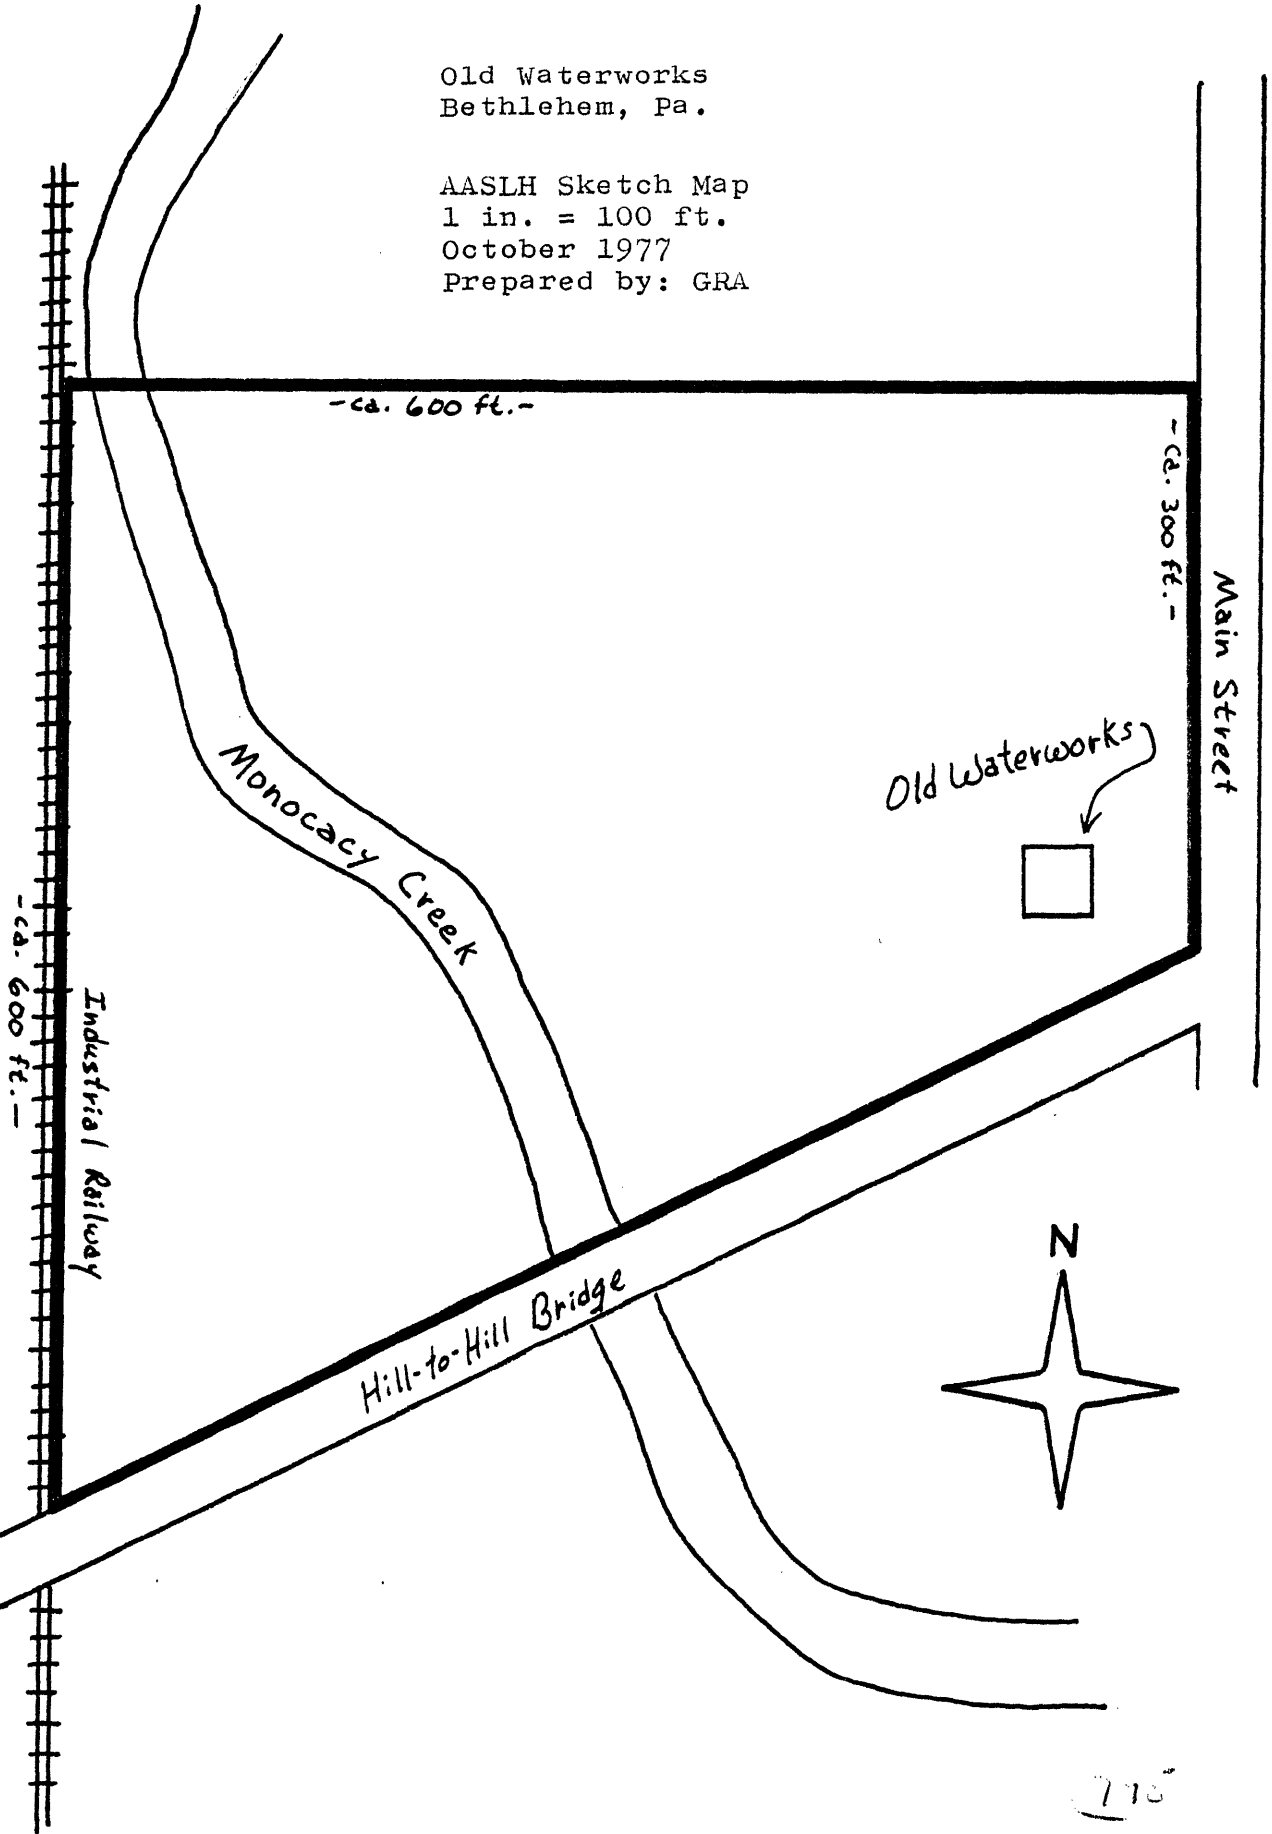 Old Waterworks
Bethlehem, Pa.
AASLH Sketch Map
1 in. = 100 ft.
October 1977
Prepared by: GRA
-ca. 600 ft.-
-ca. 300 ft.-
Main Street
Old Waterworks
Monocacy Creek
-ca. 600 ft.-
Industrial Railway
Hill-to-Hill Bridge
N